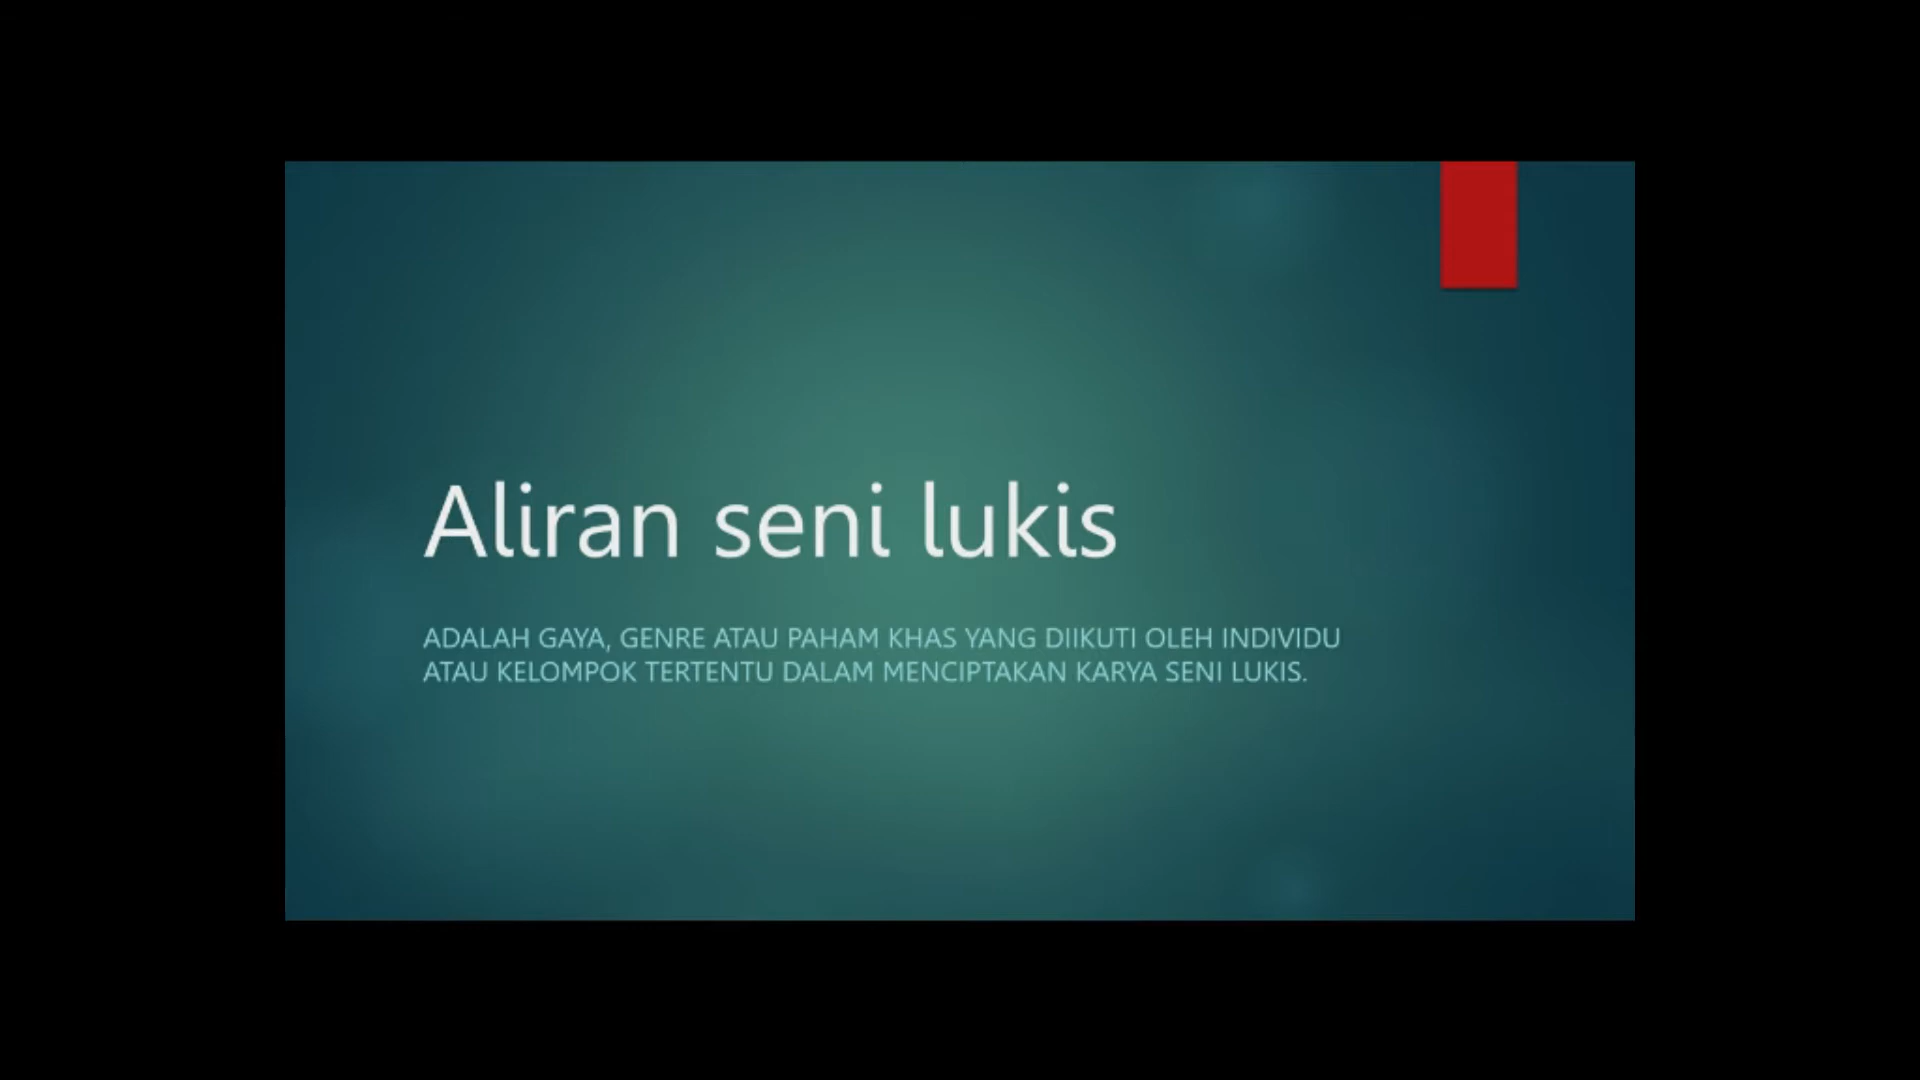 Aliran seni lukis
ADALAH GAYA, GENRE ATAU PAHAM KHAS YANG DIIKUTI OLEH INDIVIDU
ATAU KELOMPOK TERTENTU DALAM MENCIPTAKAN KARYA SENI LUKIS.